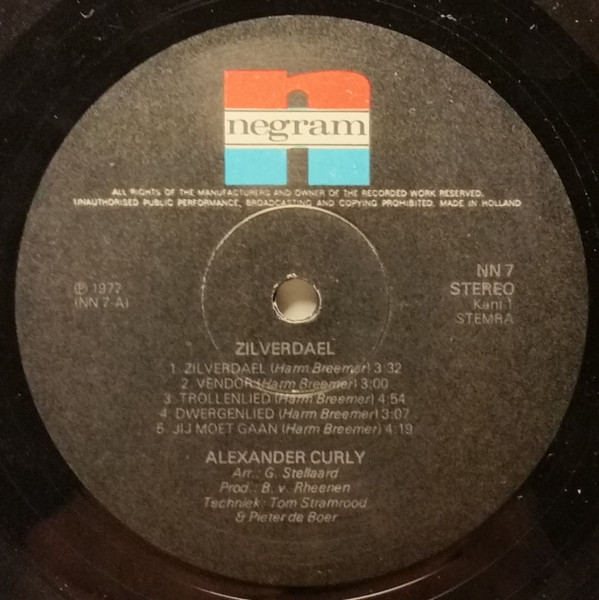 negram
ALL RIGHTS OF THE MANUFACTURERS AND OWNER OF THE RECORDED WORK RESERVED.
UNAUTHORISED PUBLIC PERFORMANCE, BROADCASTING AND COPYING PROHIBITED. MADE IN HOLLAND
NN 7
℗ 1977 STEREO
(NN 7-A) Kant 1
STEMRA
ZILVERDAEL
1. ZILVERDAEL (Harm Breemer) 3:32
2. VENDOR (Harm Breemer) 3:00
3. TROLLENLIED (Harm Breemer) 4:54
4. DWERGENLIED (Harm Breemer) 3:07
5. JIJ MOET GAAN (Harm Breemer) 4:19
ALEXANDER CURLY
Arr.: G. Stellaard
Prod.: B. v. Rheenen
Techniek: Tom Stramrood
& Pieter de Boer